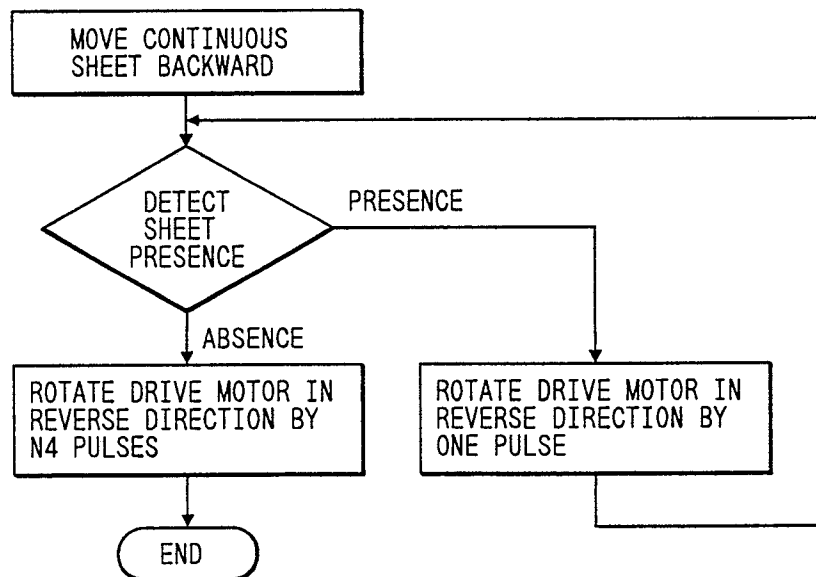 MOVE CONTINUOUS
SHEET BACKWARD
DETECT
SHEET
PRESENCE
PRESENCE
ABSENCE
ROTATE DRIVE MOTOR IN
REVERSE DIRECTION BY
N4 PULSES
ROTATE DRIVE MOTOR IN
REVERSE DIRECTION BY
ONE PULSE
END